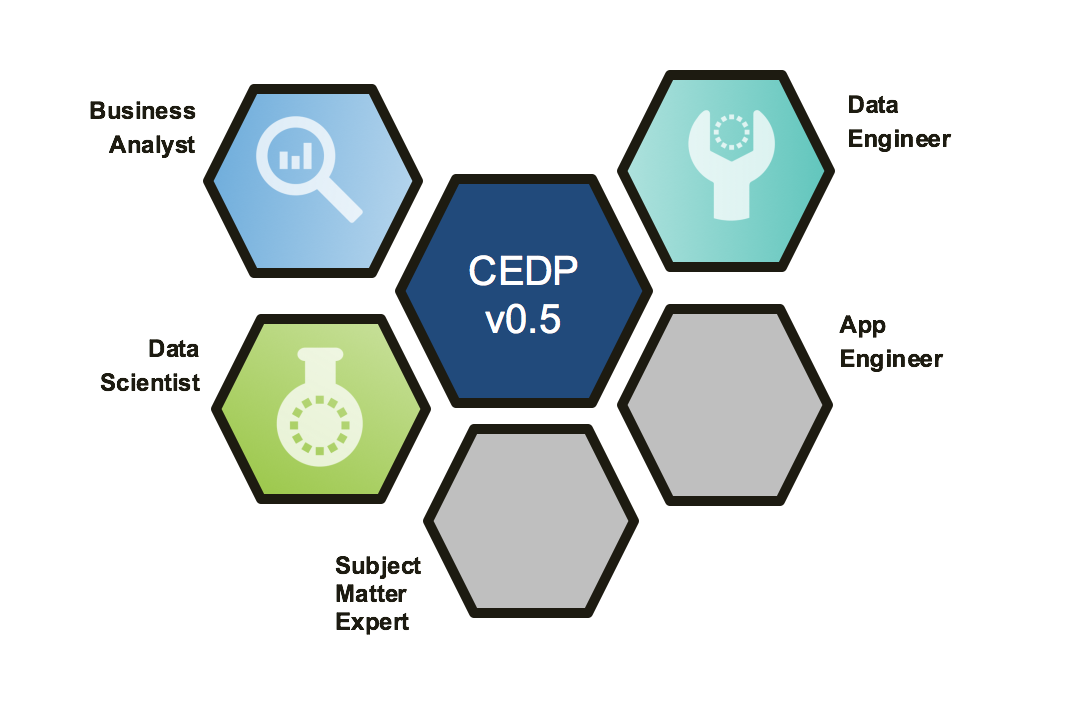 Business
Analyst
Data
Engineer
CEDP
v0.5
Data
Scientist
App
Engineer
Subject
Matter
Expert